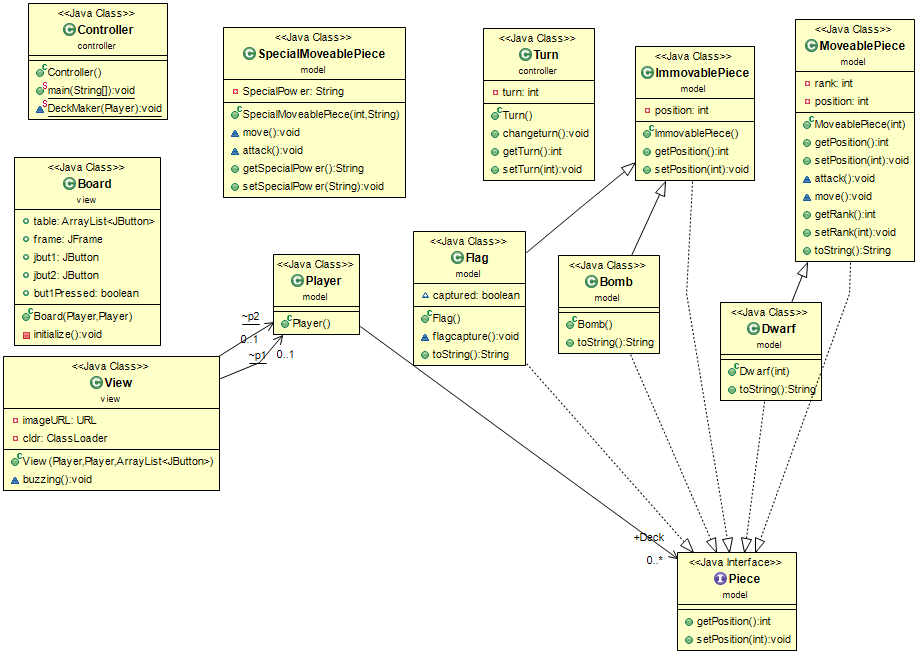 <<Java Class>>
Controller
controller
Controller()
main(String[]):void
DeckMaker(Player):void
<<Java Class>>
SpecialMoveablePiece
model
SpecialPower: String
SpecialMoveablePiece(int,String)
move():void
attack():void
getSpecialPower():String
setSpecialPower(String):void
<<Java Class>>
Turn
controller
turn: int
Turn()
changeturn():void
getTurn():int
setTurn(int):void
<<Java Class>>
ImmovablePiece
model
position: int
ImmovablePiece()
getPosition():int
setPosition(int):void
<<Java Class>>
MoveablePiece
model
rank: int
position: int
MoveablePiece(int)
getPosition():int
setPosition(int):void
attack():void
move():void
getRank():int
setRank(int):void
toString():String
<<Java Class>>
Board
view
table: ArrayList<JButton>
frame: JFrame
jbut1: JButton
jbut2: JButton
but1Pressed: boolean
Board(Player,Player)
initialize():void
<<Java Class>>
Player
model
Player()
~p2
0..1
~p1
0..1
<<Java Class>>
Flag
model
captured: boolean
Flag()
flagcapture():void
toString():String
<<Java Class>>
Bomb
model
Bomb()
toString():String
<<Java Class>>
Dwarf
model
Dwarf(int)
toString():String
<<Java Class>>
View
view
imageURL: URL
cldr: ClassLoader
View(Player,Player,ArrayList<JButton>)
buzzing():void
+Deck
0..*
<<Java Interface>>
Piece
model
getPosition():int
setPosition(int):void